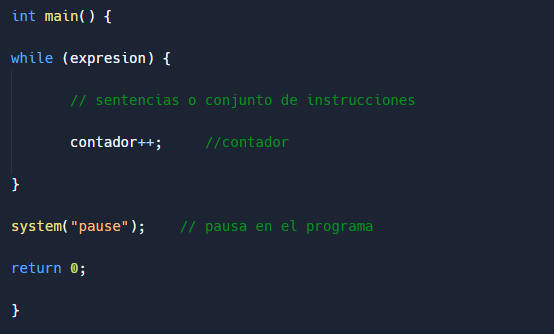 int main() {
while (expresion) {
// sentencias o conjunto de instrucciones
contador++; //contador
}
system("pause"); // pausa en el programa
return 0;
}